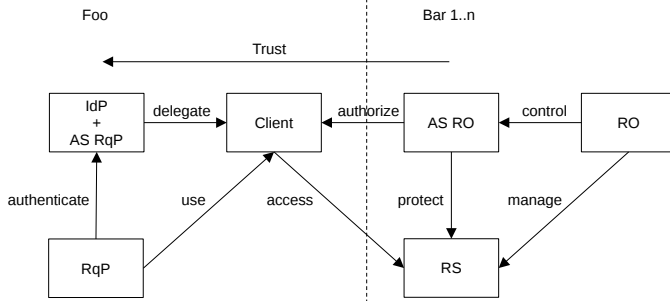 Foo
Bar 1..n
Trust
IdP
+
AS RqP
delegate
Client
authorize
AS RO
control
RO
authenticate
use
access
protect
manage
RqP
RS